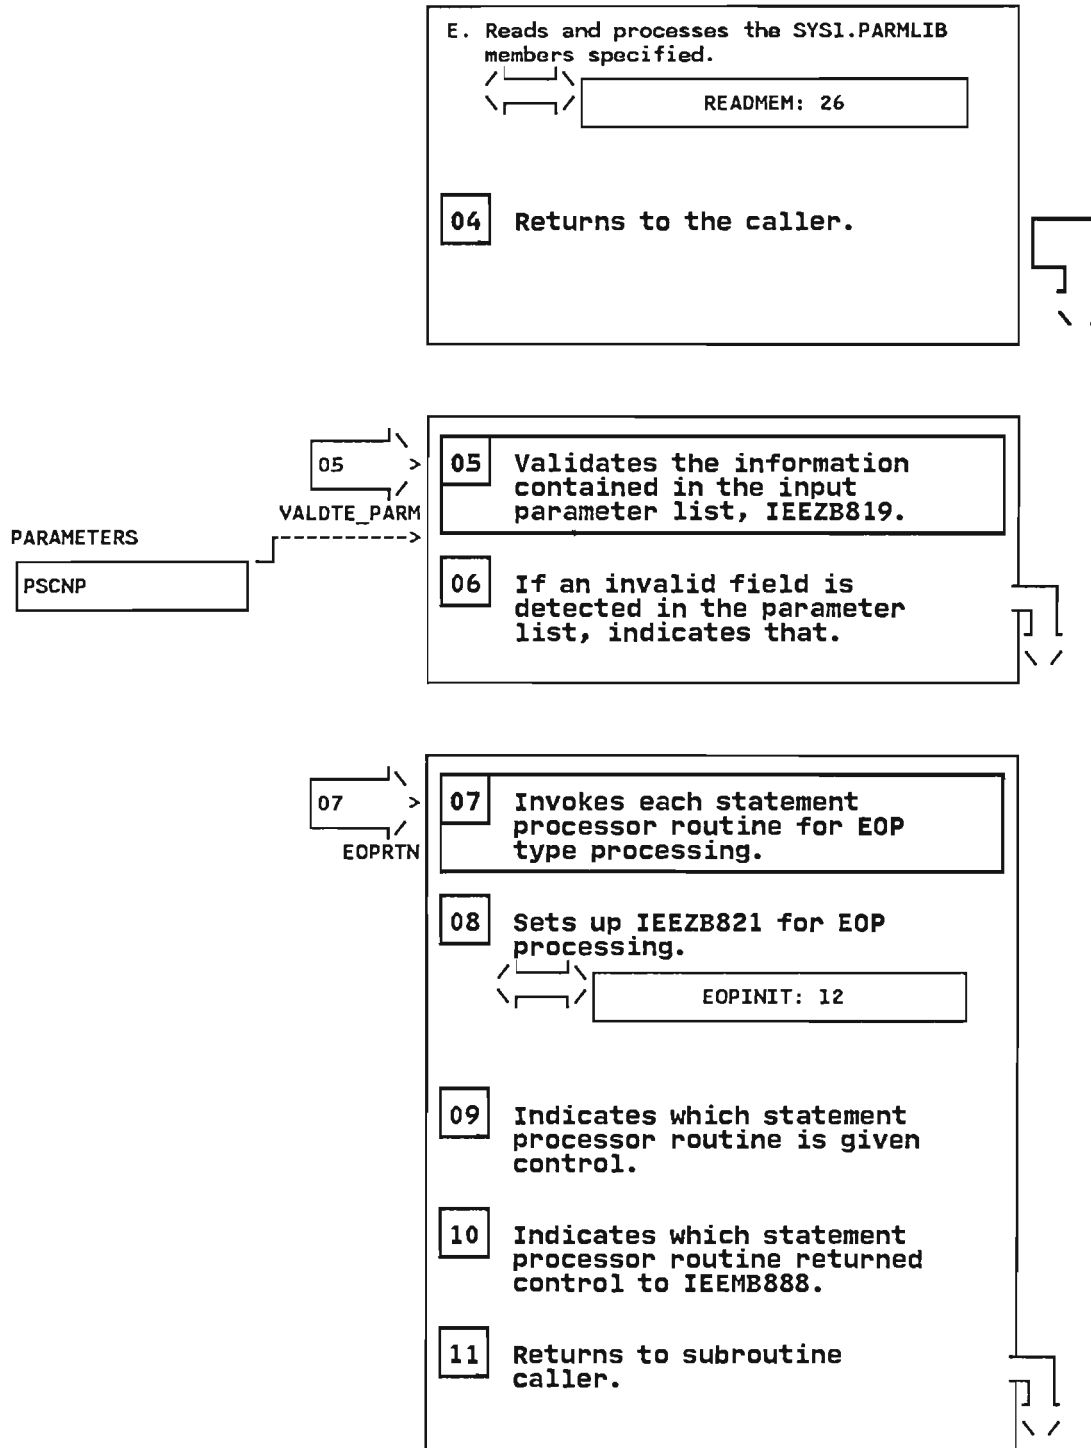 E. Reads and processes the SYS1.PARMLIB
members specified.
READMEM: 26
04 Returns to the caller.
05
VALDTE_PARM
PARAMETERS
PSCNP
05 Validates the information
contained in the input
parameter list, IEEZB819.
06 If an invalid field is
detected in the parameter
list, indicates that.
07
EOPRTN
07 Invokes each statement
processor routine for EOP
type processing.
08 Sets up IEEZB821 for EOP
processing.
EOPINIT: 12
09 Indicates which statement
processor routine is given
control.
10 Indicates which statement
processor routine returned
control to IEEMB888.
11 Returns to subroutine
caller.